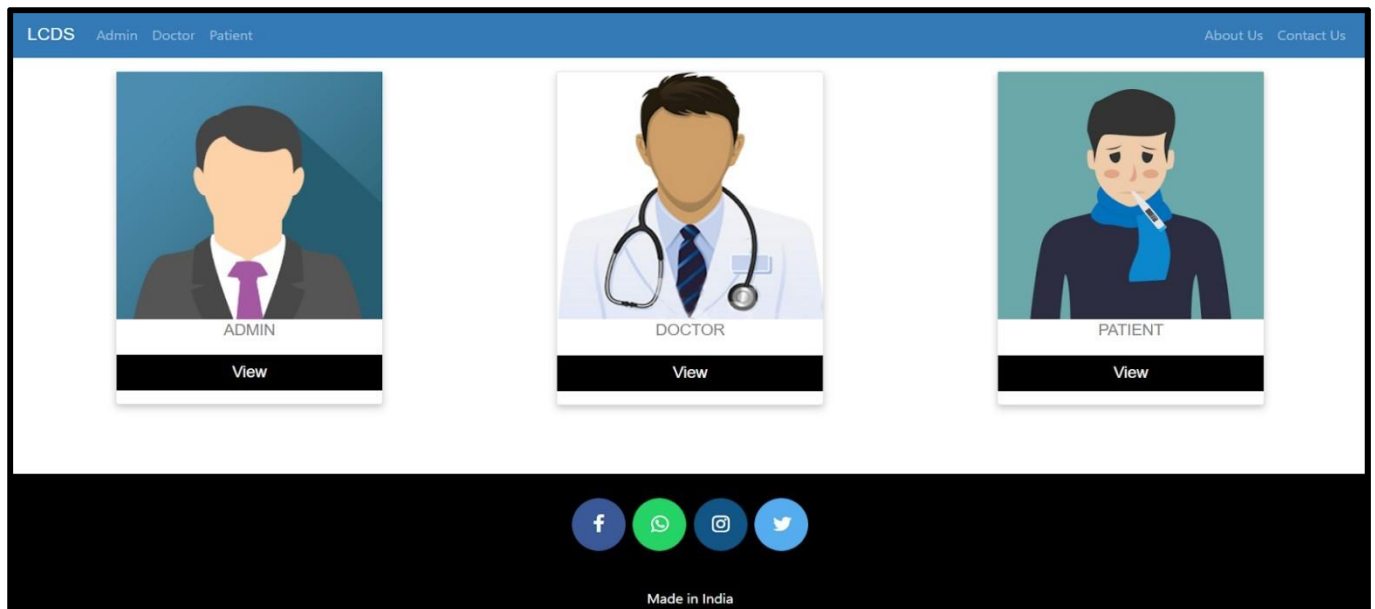 LCDS Admin Doctor Patient About Us Contact Us
ADMIN
View
DOCTOR
View
PATIENT
View
Made in India